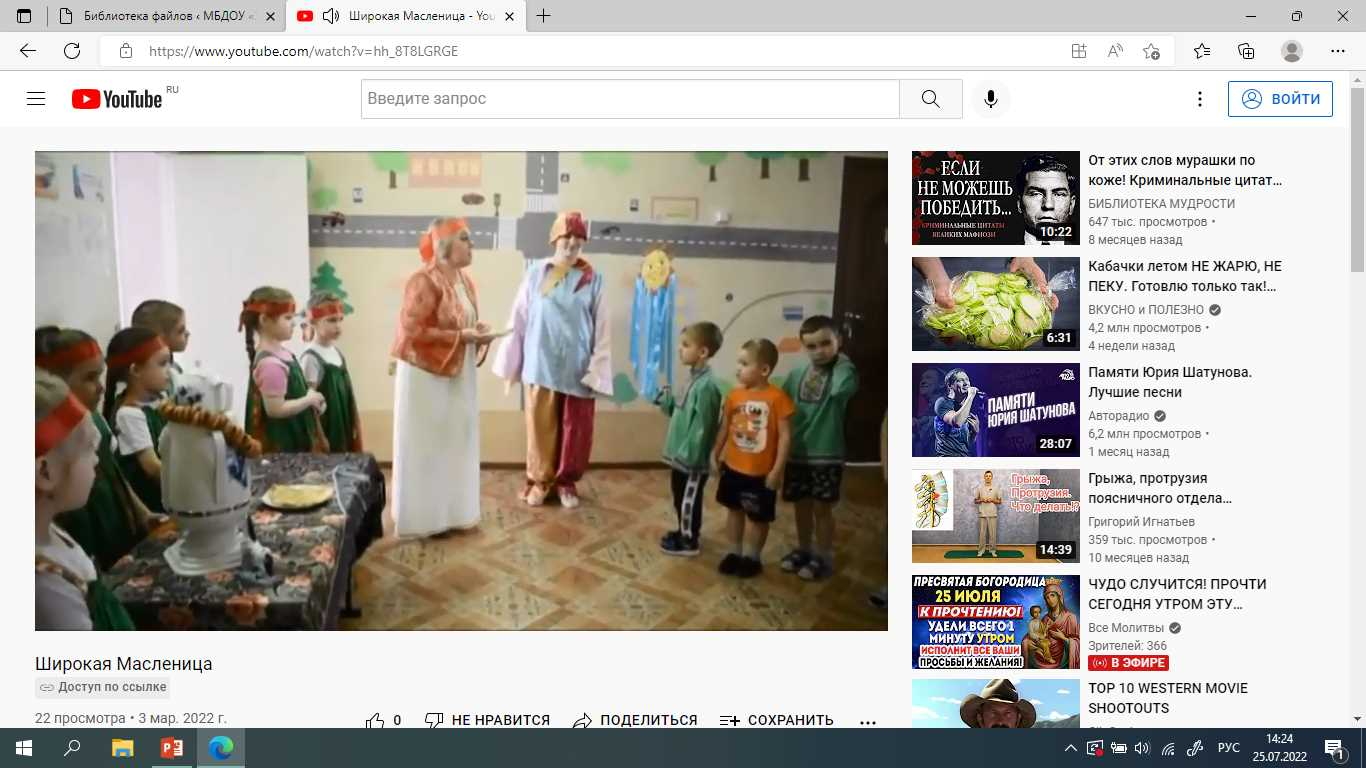 Библиотека файлов ‹ МБДОУ «
Широкая Масленица - You
https://www.youtube.com/watch?v=hh_8T8LGRGE
YouTube RU
Введите запрос
ВОЙТИ
ЕСЛИ
НЕ МОЖЕШЬ
ПОБЕДИТЬ...
КРИМИНАЛЬНЫЕ ЦИТАТЫ
ВЕЛИКИХ МАФИОЗИ
10:22
От этих слов мурашки по
коже! Криминальные цитат...
БИБЛИОТЕКА МУДРОСТИ
647 тыс. просмотров •
8 месяцев назад
6:31
Кабачки летом НЕ ЖАРЮ, НЕ
ПЕКУ. Готовлю только так!...
ВКУСНО и ПОЛЕЗНО
4,2 млн просмотров •
4 недели назад
ПАМЯТИ
ЮРИЯ ШАТУНОВА
28:07
Памяти Юрия Шатунова.
Лучшие песни
Авторадио
6,2 млн просмотров •
1 месяц назад
Грыжа,
Протрузия.
Что делать!?
14:39
Грыжа, протрузия
поясничного отдела...
Григорий Игнатьев
359 тыс. просмотров •
10 месяцев назад
ПРЕСВЯТАЯ БОГОРОДИЦА
25 ИЮЛЯ
К ПРОЧТЕНИЮ!
УДЕЛИ ВСЕГО 1
МИНУТУ УТРОМ
ИСПОЛНИТ ВСЕ ВАШИ
ПРОСЬБЫ И ЖЕЛАНИЯ!
ЧУДО СЛУЧИТСЯ! ПРОЧТИ
СЕГОДНЯ УТРОМ ЭТУ...
Все Молитвы
Зрителей: 366
В ЭФИРЕ
TOP 10 WESTERN MOVIE
SHOOTOUTS
Широкая Масленица
Доступ по ссылке
22 просмотра • 3 мар. 2022 г.
0 НЕ НРАВИТСЯ ПОДЕЛИТЬСЯ СОХРАНИТЬ
РУС
14:24
25.07.2022
1